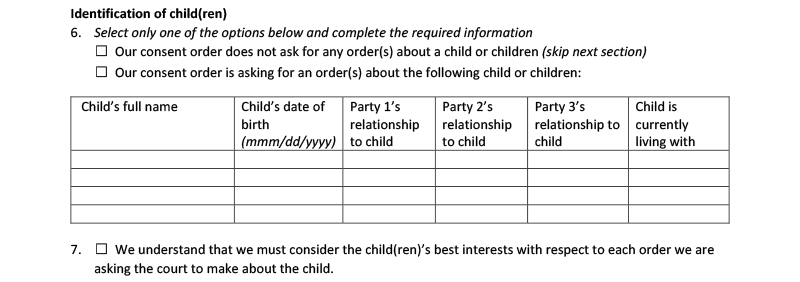 Identification of child(ren)
6. Select only one of the options below and complete the required information
☐ Our consent order does not ask for any order(s) about a child or children (skip next section)
☐ Our consent order is asking for an order(s) about the following child or children:
Child's full name
Child's date of birth (mmm/dd/yyyy)
Party 1's relationship to child
Party 2's relationship to child
Party 3's relationship to child
Child is currently living with
7. ☐ We understand that we must consider the child(ren)'s best interests with respect to each order we are
asking the court to make about the child.